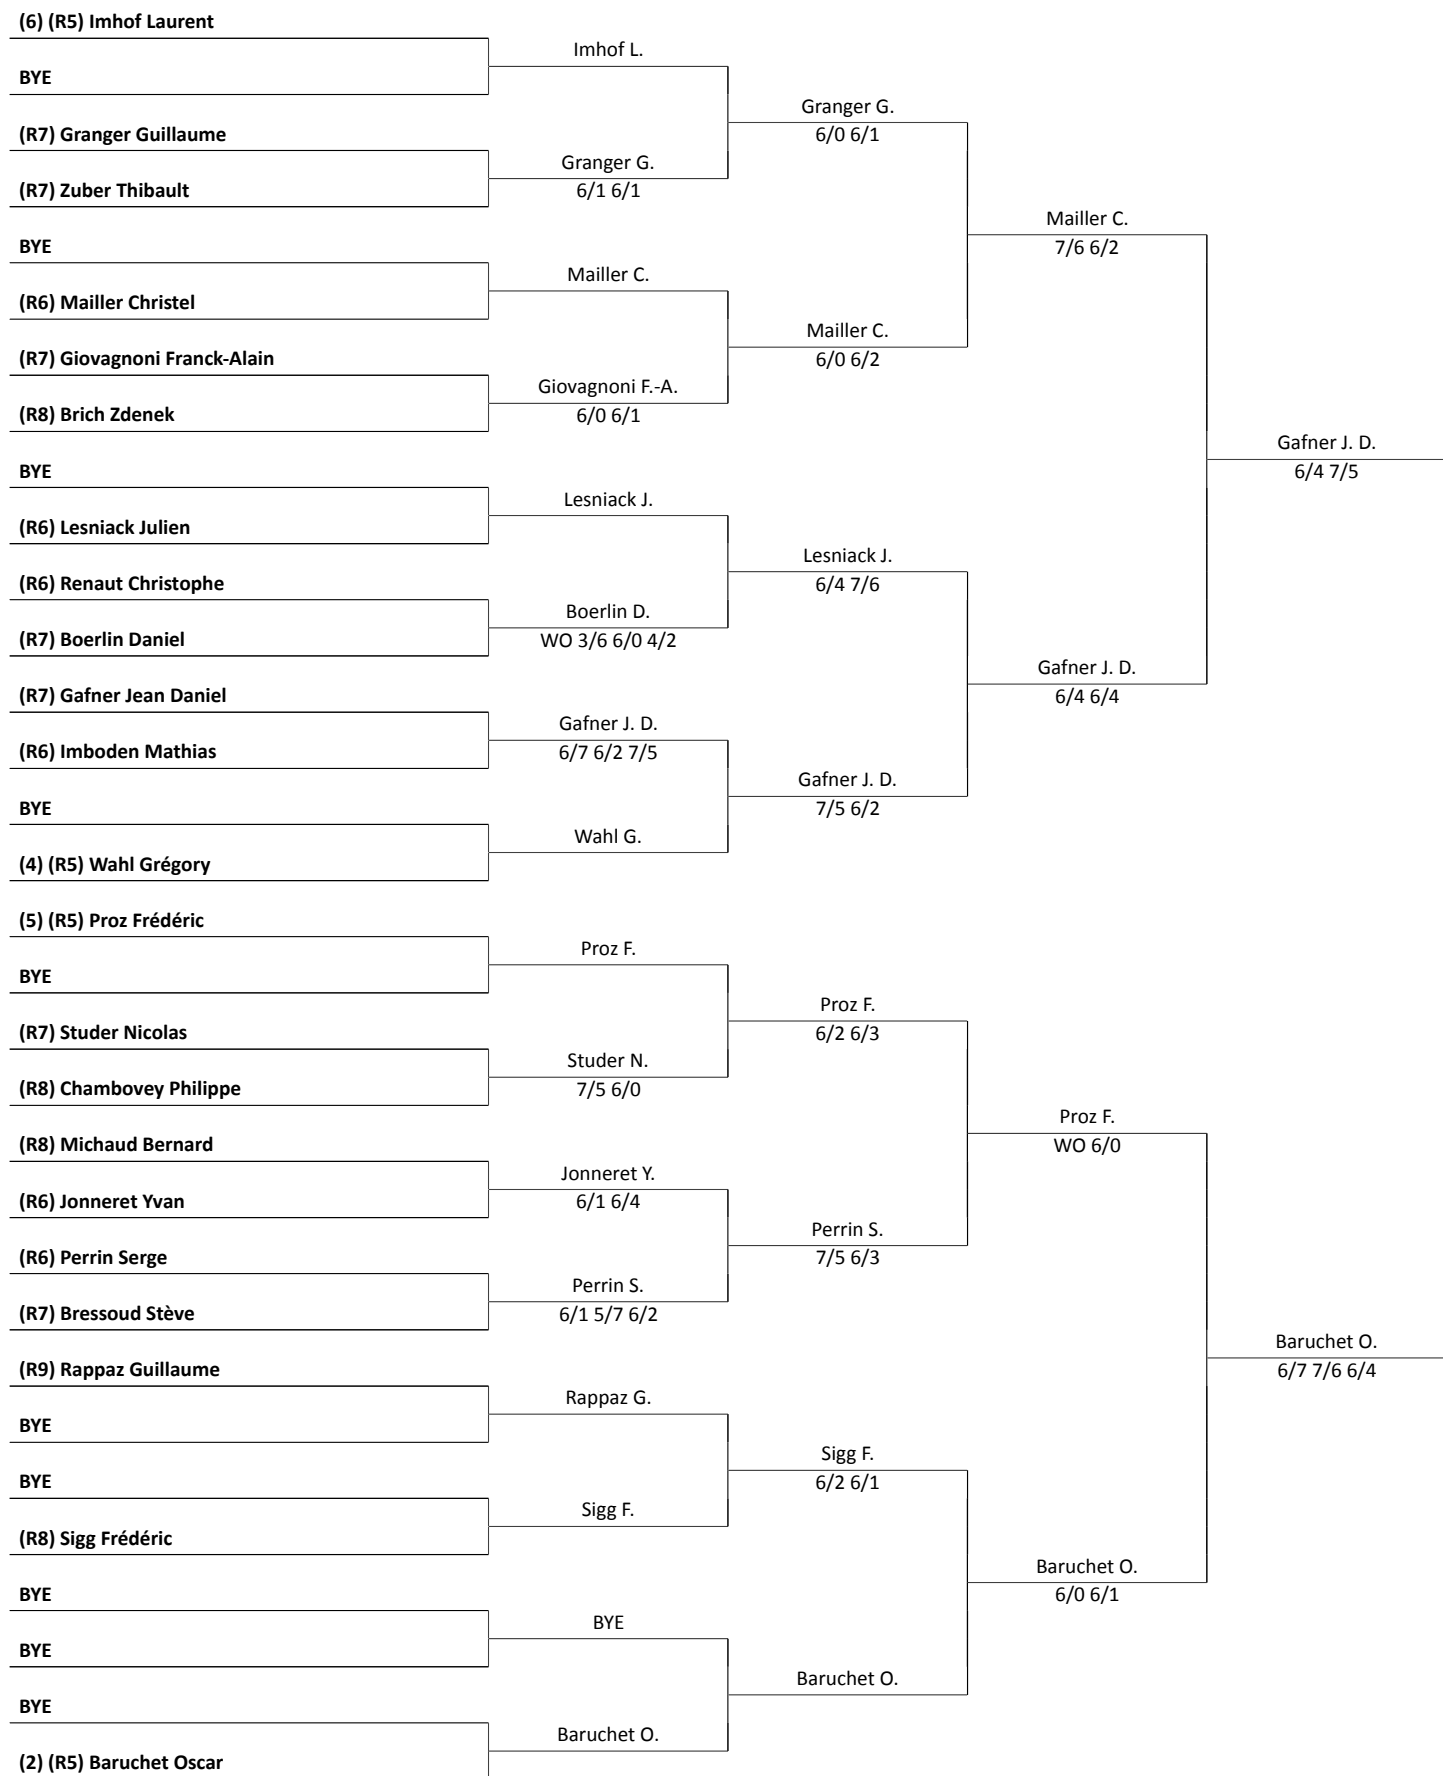 (6) (R5) Imhof Laurent
Imhof L.
BYE
Granger G.
(R7) Granger Guillaume
6/0 6/1
Granger G.
(R7) Zuber Thibault
6/1 6/1
Mailler C.
BYE
7/6 6/2
Mailler C.
(R6) Mailler Christel
Mailler C.
(R7) Giovagnoni Franck-Alain
6/0 6/2
Giovagnoni F.-A.
(R8) Brich Zdenek
6/0 6/1
Gafner J. D.
BYE
6/4 7/5
Lesniack J.
(R6) Lesniack Julien
Lesniack J.
(R6) Renaut Christophe
6/4 7/6
Boerlin D.
(R7) Boerlin Daniel
WO 3/6 6/0 4/2
Gafner J. D.
(R7) Gafner Jean Daniel
6/4 6/4
Gafner J. D.
(R6) Imboden Mathias
6/7 6/2 7/5
Gafner J. D.
BYE
7/5 6/2
Wahl G.
(4) (R5) Wahl Grégory
(5) (R5) Proz Frédéric
Proz F.
BYE
Proz F.
(R7) Studer Nicolas
6/2 6/3
Studer N.
(R8) Chambovey Philippe
7/5 6/0
Proz F.
(R8) Michaud Bernard
WO 6/0
Jonneret Y.
(R6) Jonneret Yvan
6/1 6/4
Perrin S.
(R6) Perrin Serge
7/5 6/3
Perrin S.
(R7) Bressoud Stève
6/1 5/7 6/2
Baruchet O.
(R9) Rappaz Guillaume
6/7 7/6 6/4
Rappaz G.
BYE
Sigg F.
BYE
6/2 6/1
Sigg F.
(R8) Sigg Frédéric
Baruchet O.
BYE
6/0 6/1
BYE
BYE
Baruchet O.
BYE
Baruchet O.
(2) (R5) Baruchet Oscar